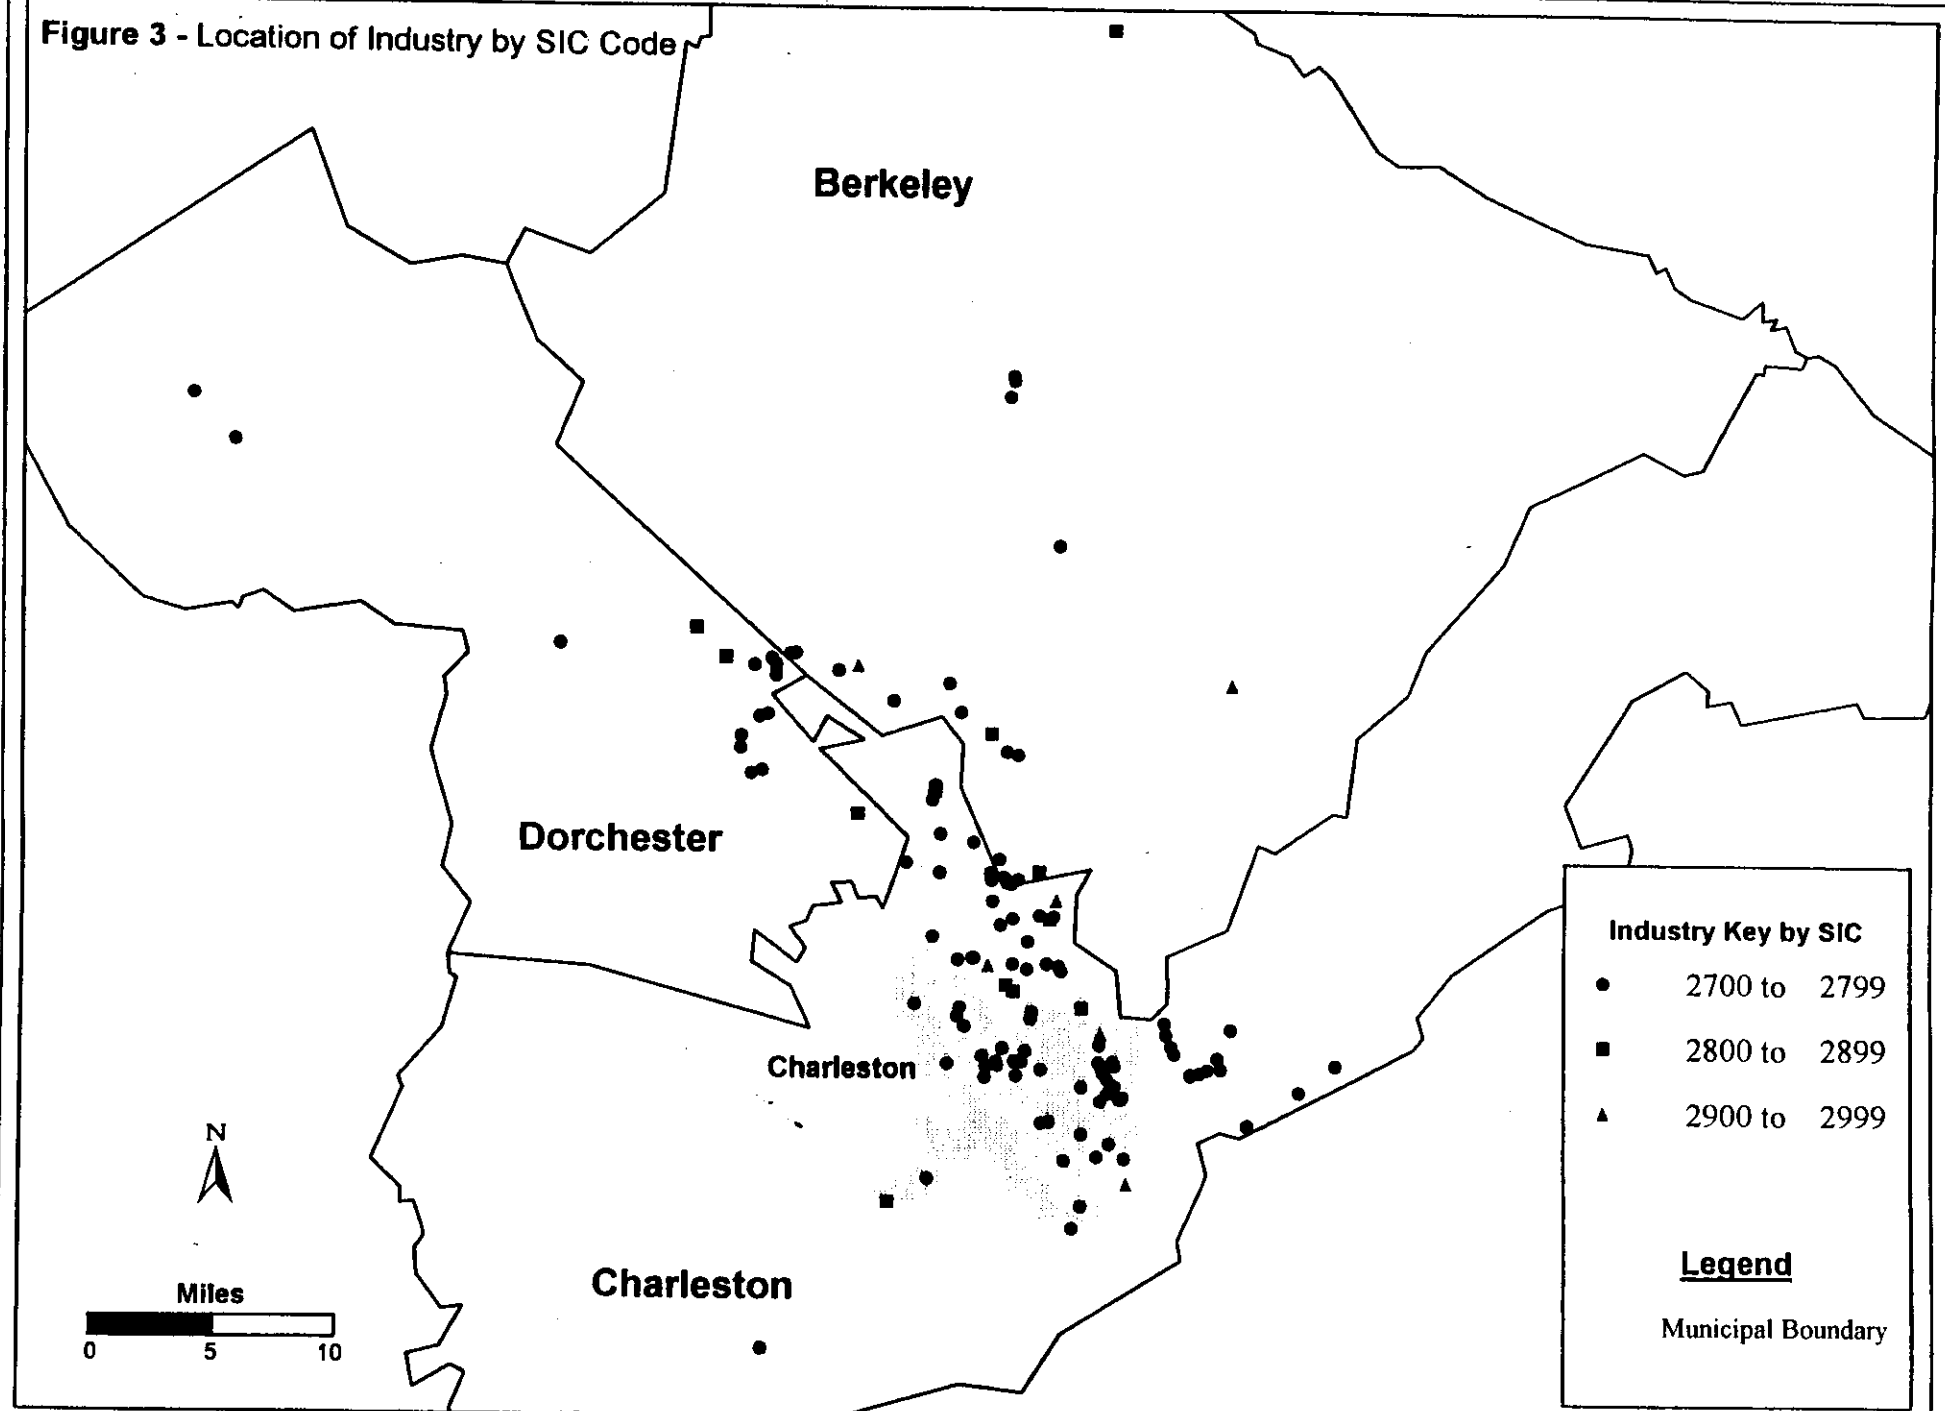 Figure 3 - Location of Industry by SIC Code
Berkeley
Dorchester
Charleston
Charleston
N
Miles
0 5 10
Industry Key by SIC
2700 to 2799
2800 to 2899
2900 to 2999
Legend
Municipal Boundary